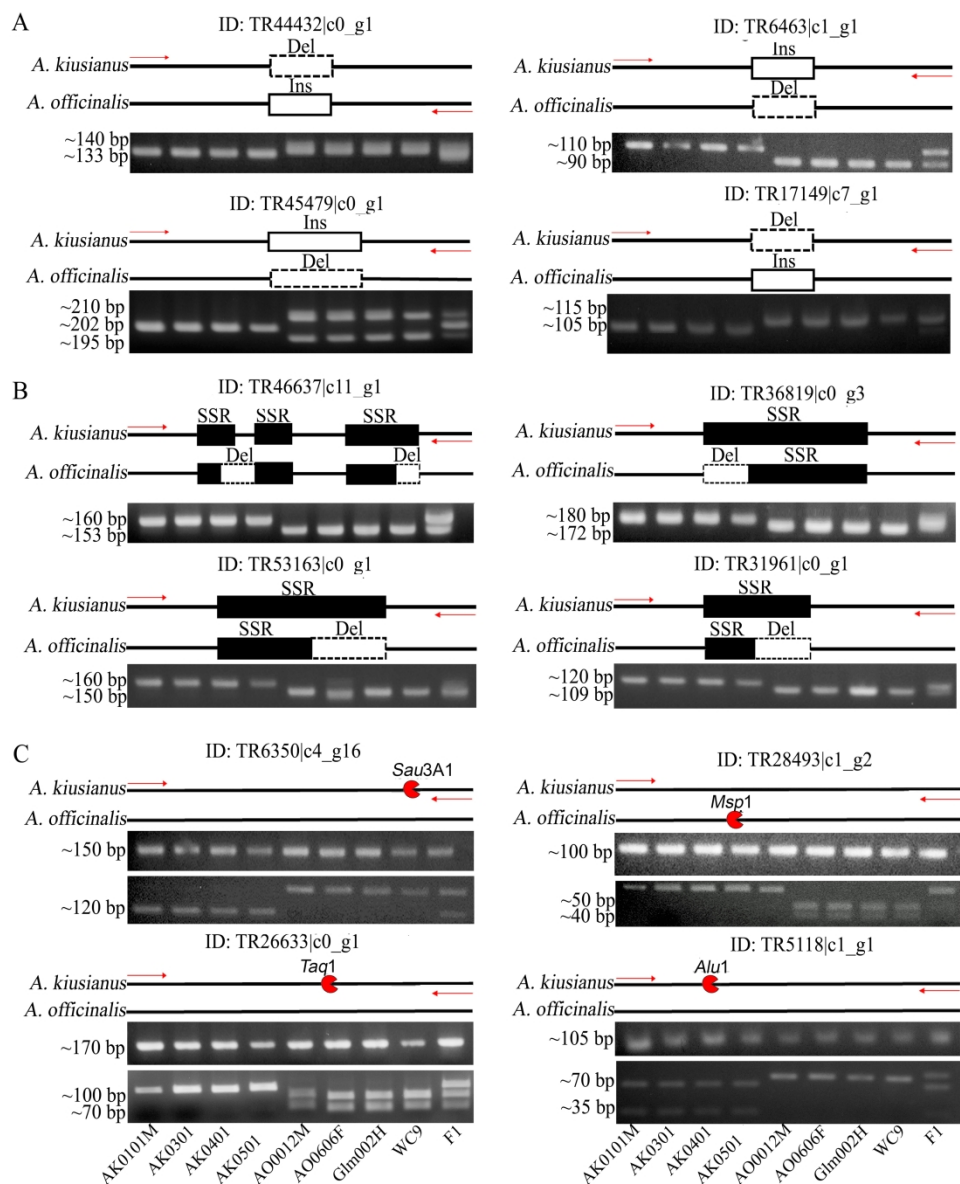 A
ID: TR44432|c0_g1
Del
A. kiusianus
A. officinalis
Ins
~140 bp
~133 bp
ID: TR6463|c1_g1
Ins
A. kiusianus
A. officinalis
Del
~110 bp
~90 bp
ID: TR45479|c0_g1
Ins
A. kiusianus
Del
A. officinalis
~210 bp
~202 bp
~195 bp
ID: TR17149|c7_g1
Del
A. kiusianus
A. officinalis
Ins
~115 bp
~105 bp
B
ID: TR46637|c11_g1
SSR SSR SSR
A. kiusianus
Del Del
A. officinalis
~160 bp
~153 bp
ID: TR36819|c0_g3
SSR
A. kiusianus
Del SSR
A. officinalis
~180 bp
~172 bp
ID: TR53163|c0_g1
SSR
A. kiusianus
SSR Del
A. officinalis
~160 bp
~150 bp
ID: TR31961|c0_g1
SSR
A. kiusianus
SSR Del
A. officinalis
~120 bp
~109 bp
C
ID: TR6350|c4_g16
Sau3A1
A. kiusianus
A. officinalis
~150 bp
~120 bp
ID: TR28493|c1_g2
A. kiusianus
Msp1
A. officinalis
~100 bp
~50 bp
~40 bp
ID: TR26633|c0_g1
Taq1
A. kiusianus
A. officinalis
~170 bp
~100 bp
~70 bp
ID: TR5118|c1_g1
Alu1
A. kiusianus
A. officinalis
~105 bp
~70 bp
~35 bp
AK0101M AK0301 AK0401 AK0501 AO0012M AO0606F Glm002H WC9 F1
AK0101M AK0301 AK0401 AK0501 AO0012M AO0606F Glm002H WC9 F1